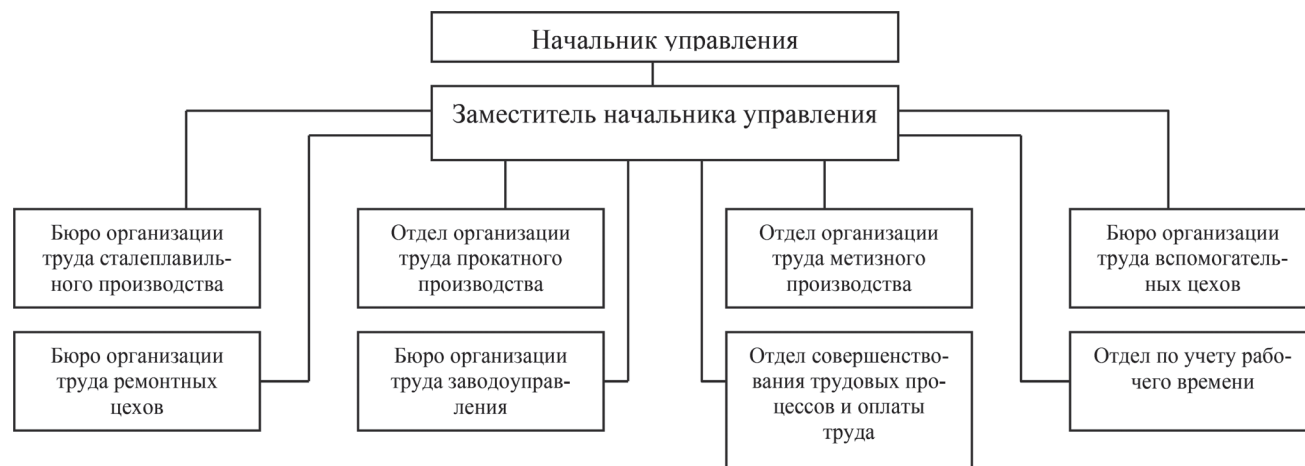 Начальник управления
Заместитель начальника управления
Бюро организации
труда сталеплавиль-
ного производства
Отдел организации
труда прокатного
производства
Отдел организации
труда метизного
производства
Бюро организации
труда вспомогатель-
ных цехов
Бюро организации
труда ремонтных
цехов
Бюро организации
труда заводоуправ-
ления
Отдел совершенство-
вания трудовых про-
цессов и оплаты
труда
Отдел по учету рабо-
чего времени